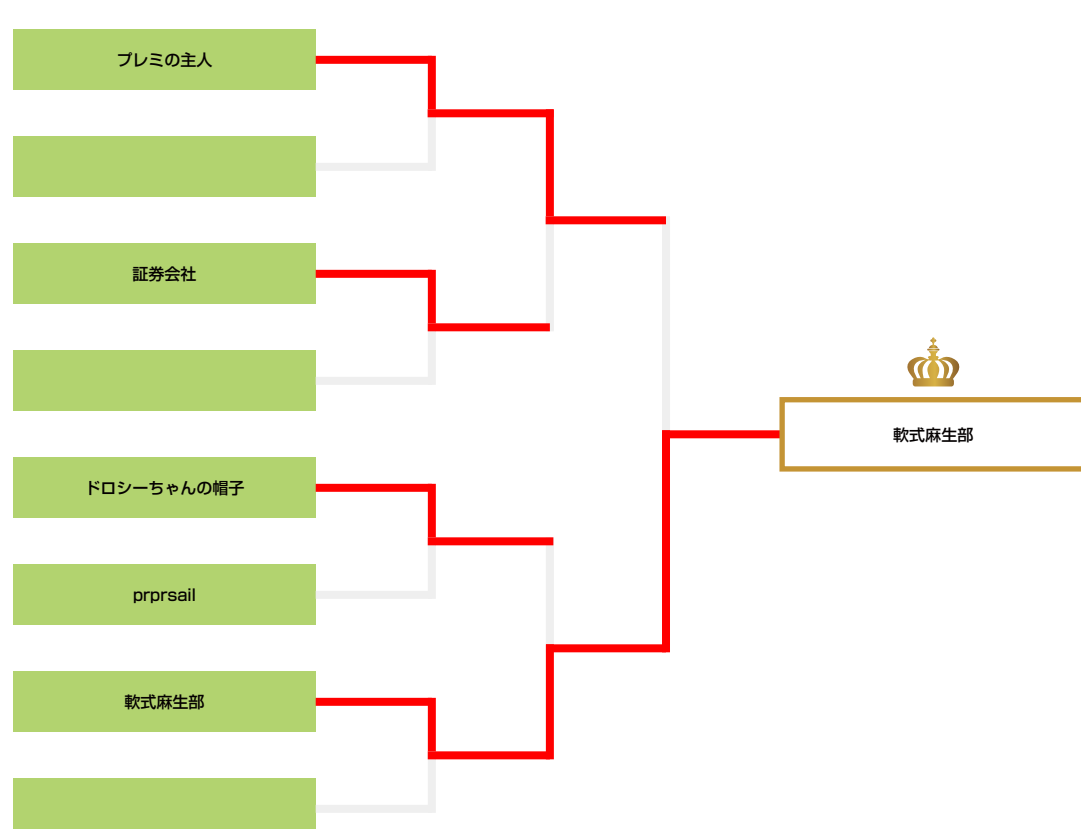 プレミの主人
証券会社
ドロシーちゃんの帽子
prprsail
軟式麻生部
軟式麻生部